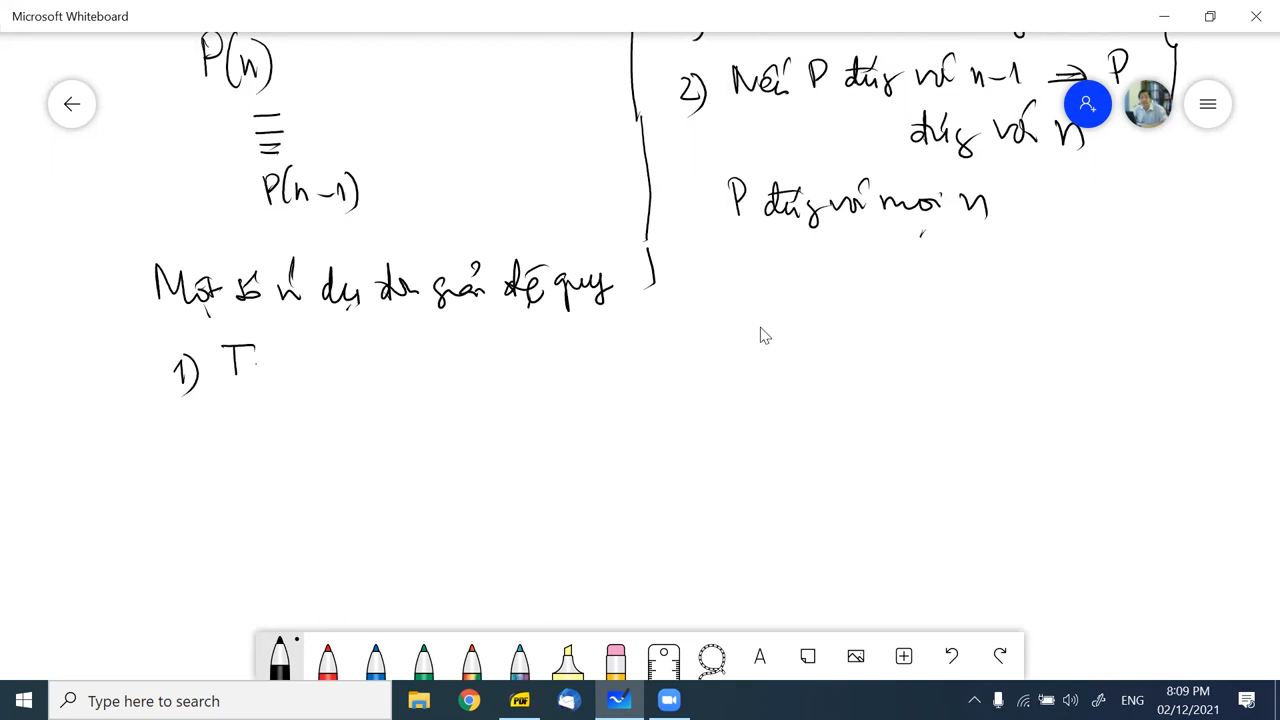 Microsoft Whiteboard
P(n)
P(n-1)
2) Nếu P đúng với n-1 ⇒ P
đúng với n
P đúng với mọi n
Một số ví dụ đơn giản đệ quy
1) T
Type here to search
ENG
8:09 PM
02/12/2021